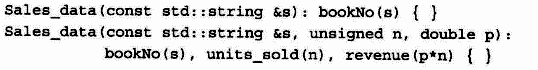 Sales_data(const std::string &s): bookNo(s) { }
Sales_data(const std::string &s, unsigned n, double p):
bookNo(s), units_sold(n), revenue(p*n) { }